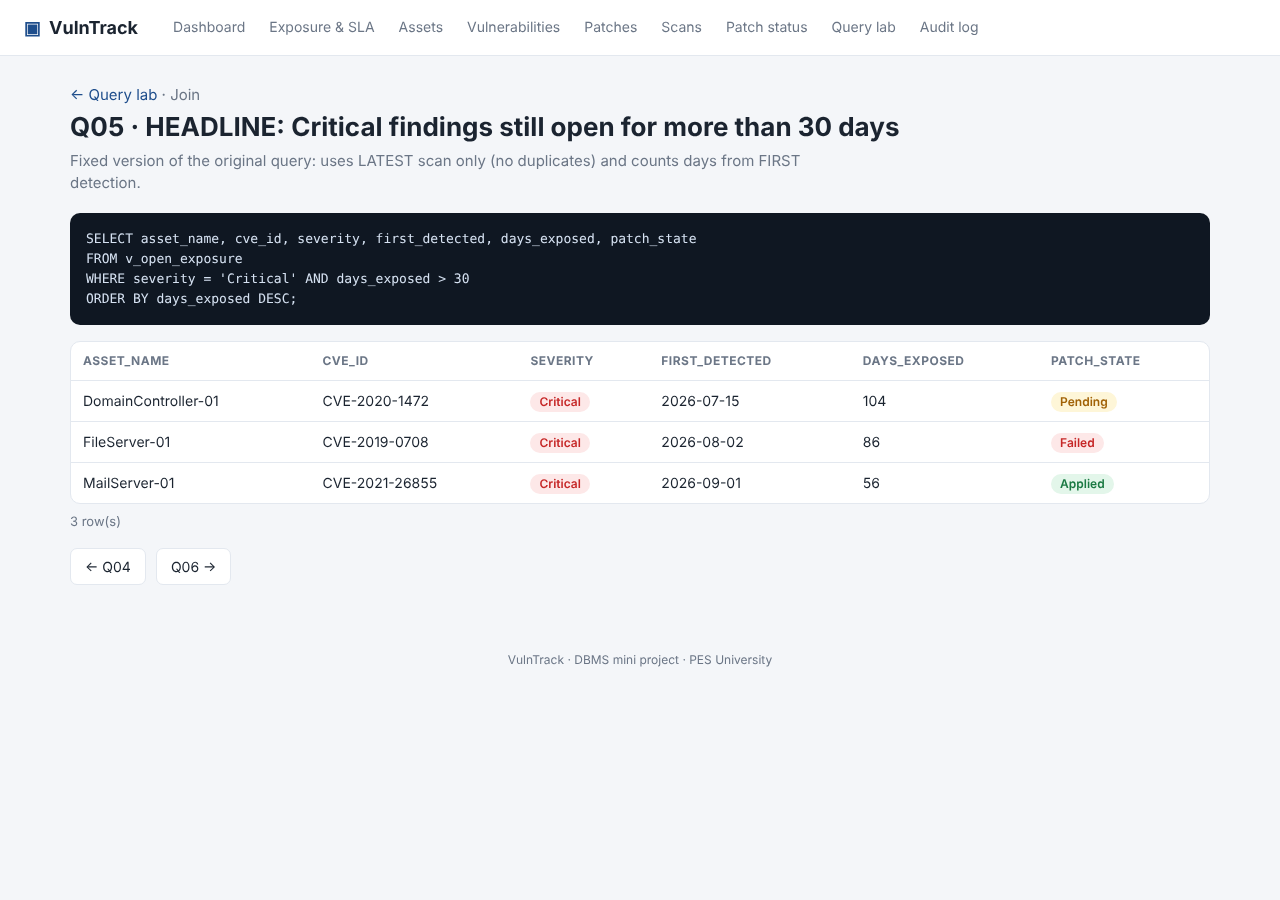 ▣ VulnTrack Dashboard Exposure & SLA Assets Vulnerabilities Patches Scans Patch status Query lab Audit log
← Query lab · Join
Q05 · HEADLINE: Critical findings still open for more than 30 days
Fixed version of the original query: uses LATEST scan only (no duplicates) and counts days from FIRST
detection.
SELECT asset_name, cve_id, severity, first_detected, days_exposed, patch_state
FROM v_open_exposure
WHERE severity = 'Critical' AND days_exposed > 30
ORDER BY days_exposed DESC;
ASSET_NAME CVE_ID SEVERITY FIRST_DETECTED DAYS_EXPOSED PATCH_STATE
DomainController-01 CVE-2020-1472 Critical 2026-07-15 104 Pending
FileServer-01 CVE-2019-0708 Critical 2026-08-02 86 Failed
MailServer-01 CVE-2021-26855 Critical 2026-09-01 56 Applied
3 row(s)
← Q04 Q06 →
VulnTrack · DBMS mini project · PES University